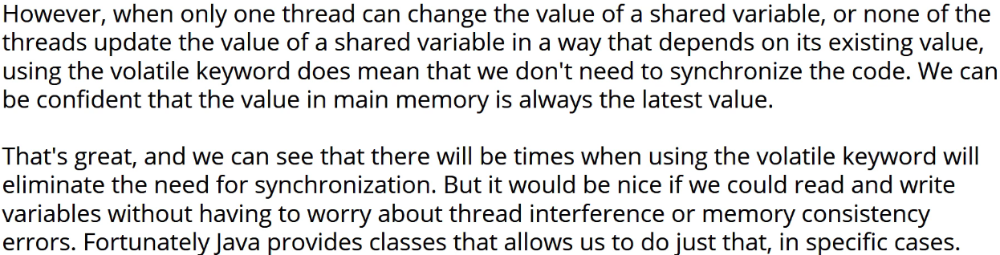 However, when only one thread can change the value of a shared variable, or none of the
threads update the value of a shared variable in a way that depends on its existing value,
using the volatile keyword does mean that we don't need to synchronize the code. We can
be confident that the value in main memory is always the latest value.
That's great, and we can see that there will be times when using the volatile keyword will
eliminate the need for synchronization. But it would be nice if we could read and write
variables without having to worry about thread interference or memory consistency
errors. Fortunately Java provides classes that allows us to do just that, in specific cases.